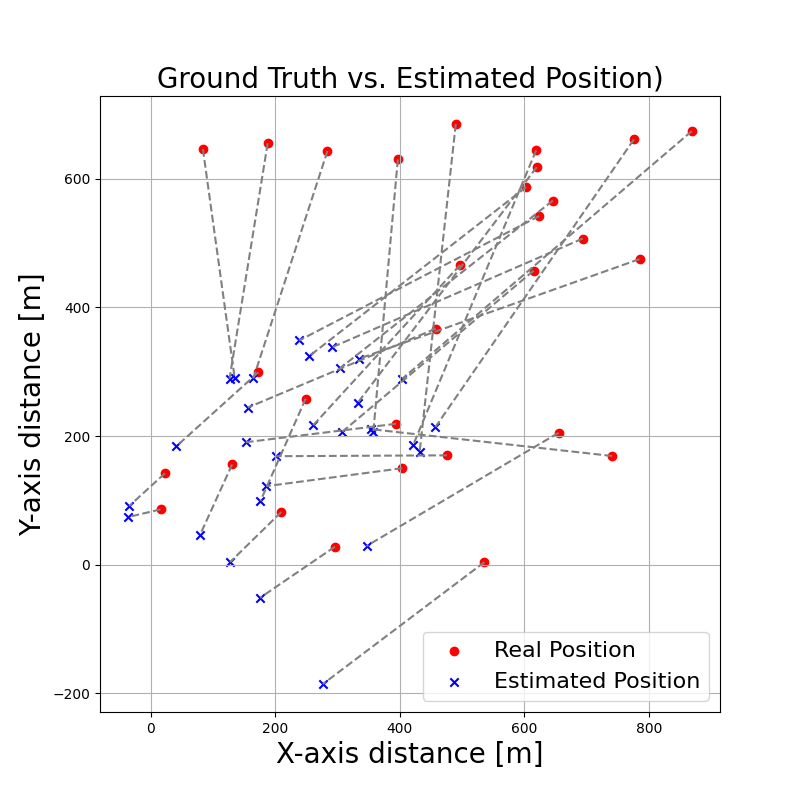 Ground Truth vs. Estimated Position)
Y-axis distance [m]
600
400
200
0
−200
0 200 400 600 800
X-axis distance [m]
Real Position
Estimated Position